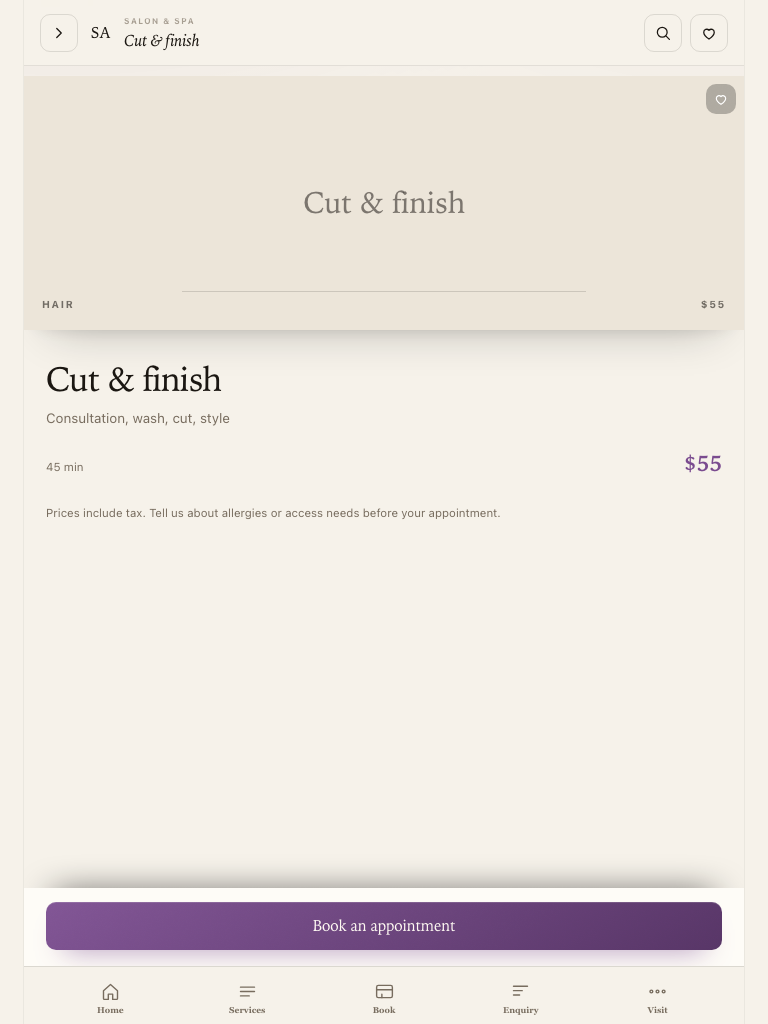 SA
SALON & SPA
Cut & finish
Cut & finish
HAIR
$55
Cut & finish
Consultation, wash, cut, style
45 min
$55
Prices include tax. Tell us about allergies or access needs before your appointment.
Book an appointment
Home
Services
Book
Enquiry
Visit